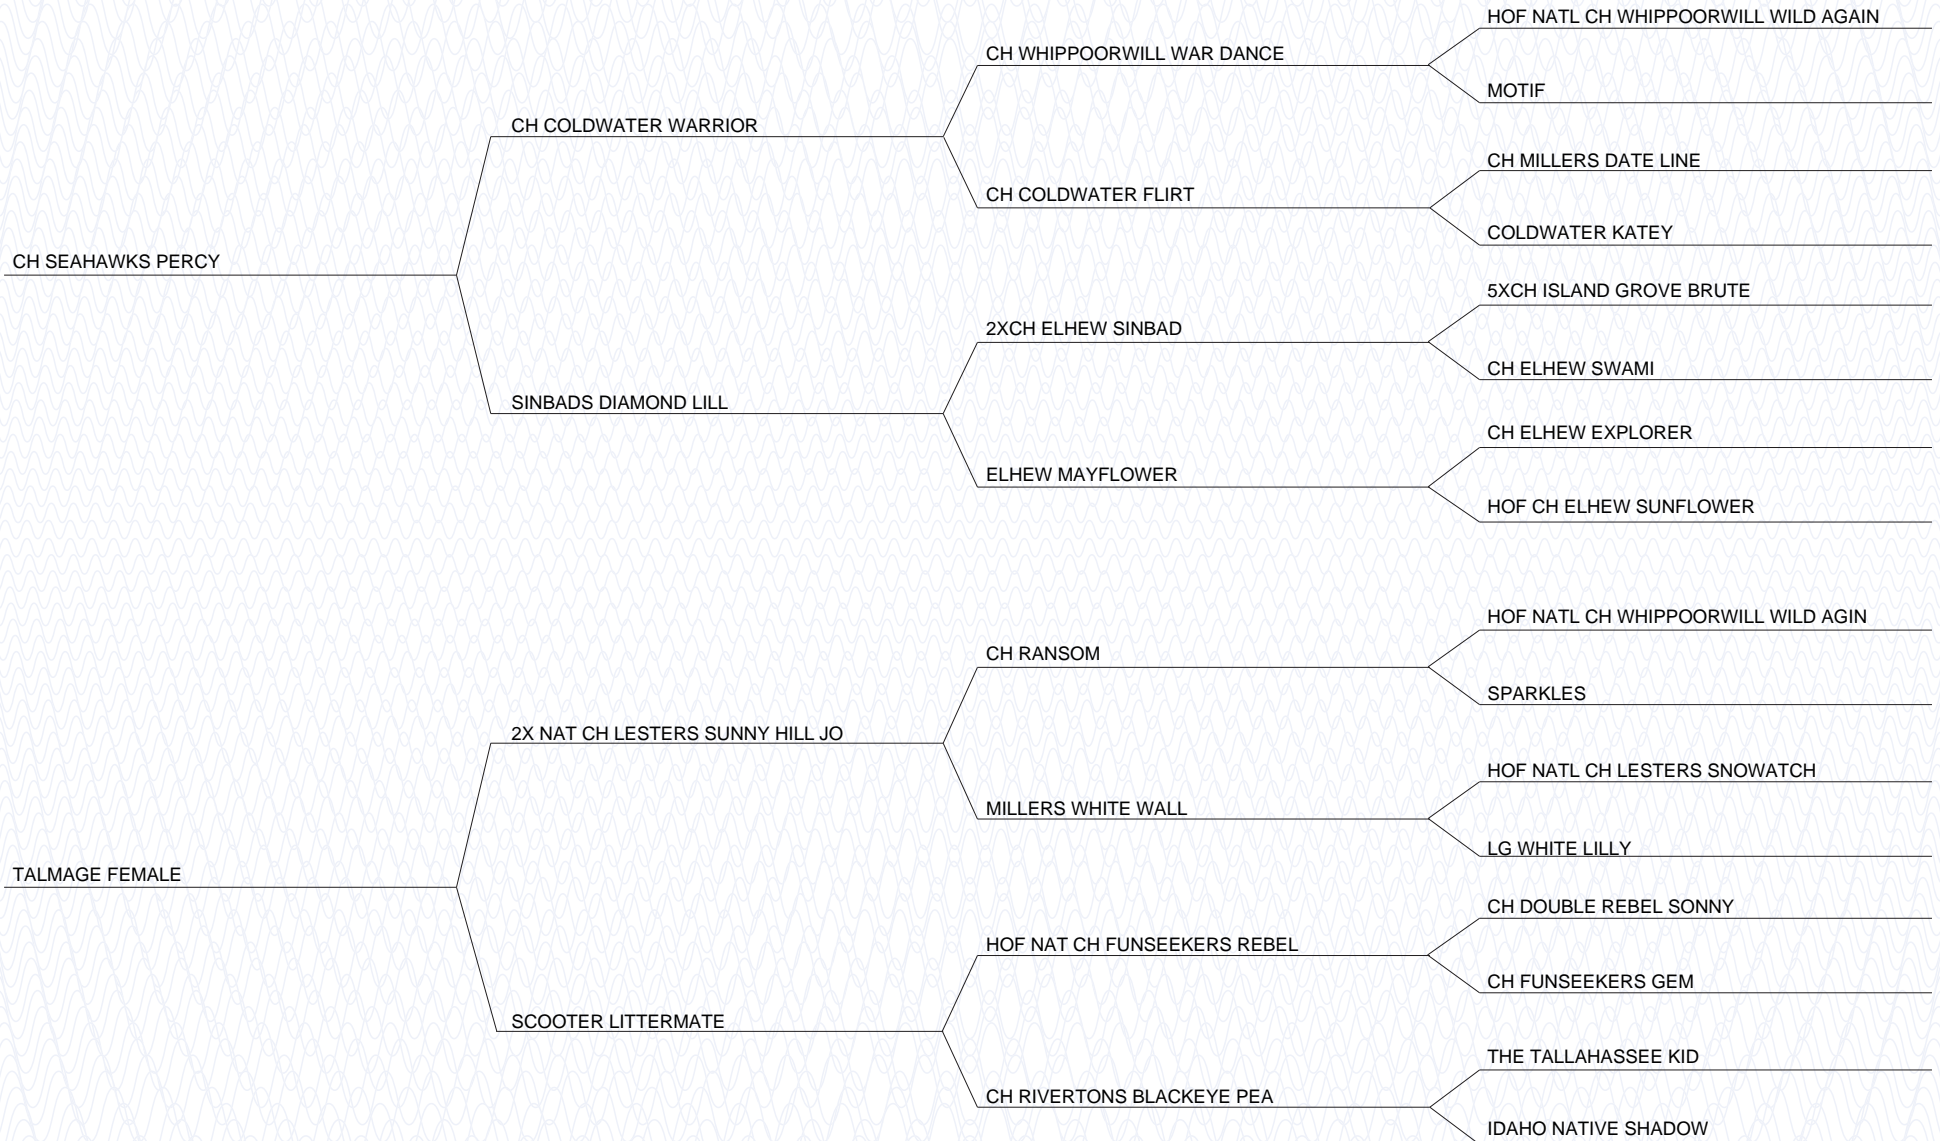 HOF NATL CH WHIPPOORWILL WILD AGAIN
CH WHIPPOORWILL WAR DANCE
MOTIF
CH COLDWATER WARRIOR
CH MILLERS DATE LINE
CH COLDWATER FLIRT
COLDWATER KATEY
CH SEAHAWKS PERCY
5XCH ISLAND GROVE BRUTE
2XCH ELHEW SINBAD
CH ELHEW SWAMI
SINBADS DIAMOND LILL
CH ELHEW EXPLORER
ELHEW MAYFLOWER
HOF CH ELHEW SUNFLOWER
HOF NATL CH WHIPPOORWILL WILD AGIN
CH RANSOM
SPARKLES
2X NAT CH LESTERS SUNNY HILL JO
HOF NATL CH LESTERS SNOWATCH
MILLERS WHITE WALL
LG WHITE LILLY
TALMAGE FEMALE
CH DOUBLE REBEL SONNY
HOF NAT CH FUNSEEKERS REBEL
CH FUNSEEKERS GEM
SCOOTER LITTERMATE
THE TALLAHASSEE KID
CH RIVERTONS BLACKEYE PEA
IDAHO NATIVE SHADOW